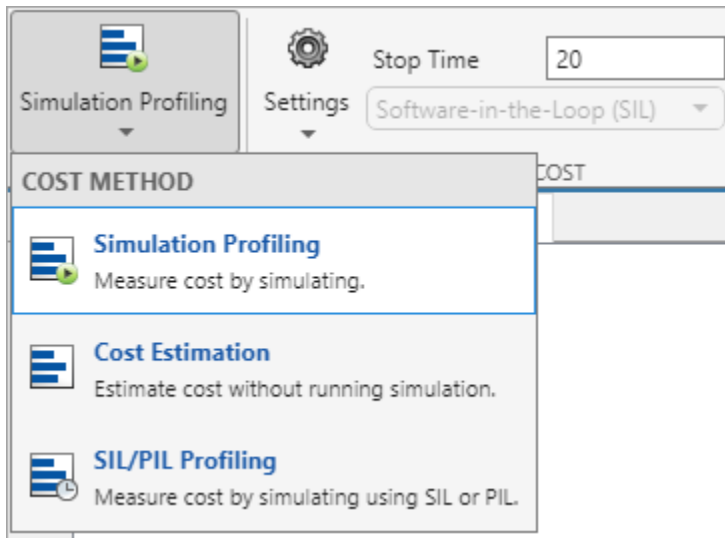 Simulation Profiling
Settings
Stop Time
20
Software-in-the-Loop (SIL)
COST
COST METHOD
Simulation Profiling
Measure cost by simulating.
Cost Estimation
Estimate cost without running simulation.
SIL/PIL Profiling
Measure cost by simulating using SIL or PIL.